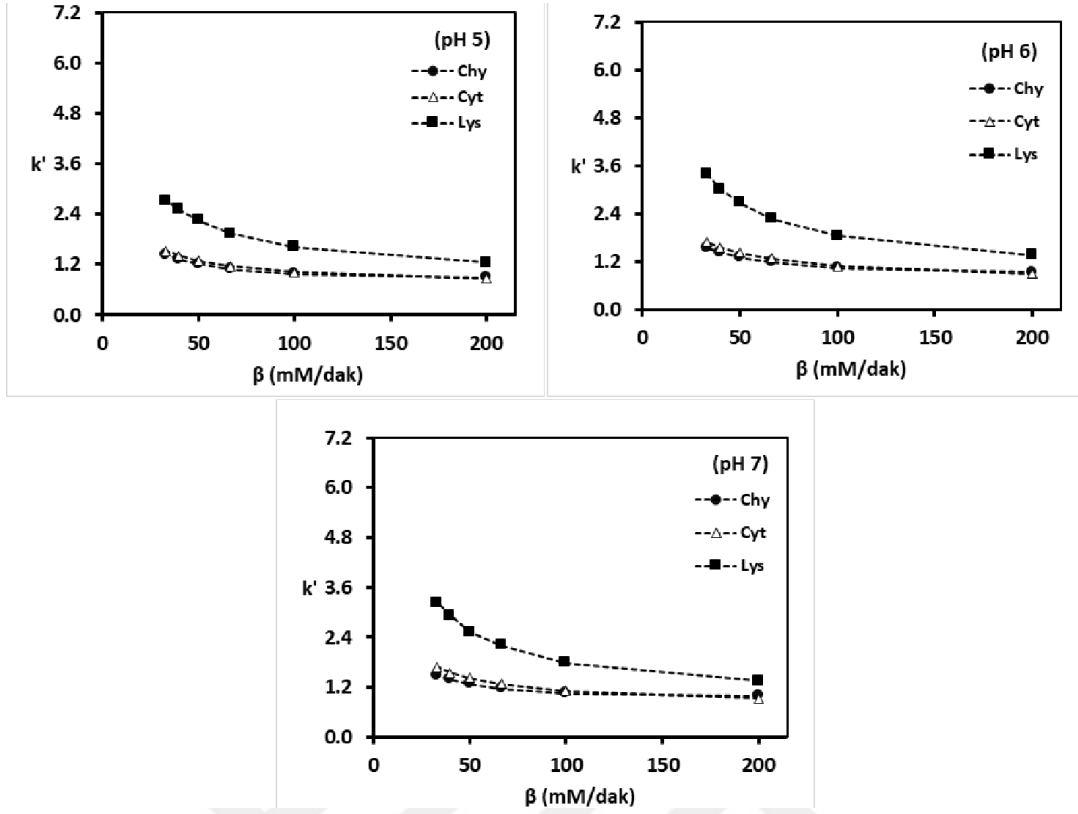 7.2
6.0
4.8
3.6
2.4
1.2
0.0
k'
(pH 5)
Chy
Cyt
Lys
0 50 100 150 200
β (mM/dak)
7.2
6.0
4.8
3.6
2.4
1.2
0.0
k'
(pH 6)
Chy
Cyt
Lys
0 50 100 150 200
β (mM/dak)
7.2
6.0
4.8
3.6
2.4
1.2
0.0
k'
(pH 7)
Chy
Cyt
Lys
0 50 100 150 200
β (mM/dak)